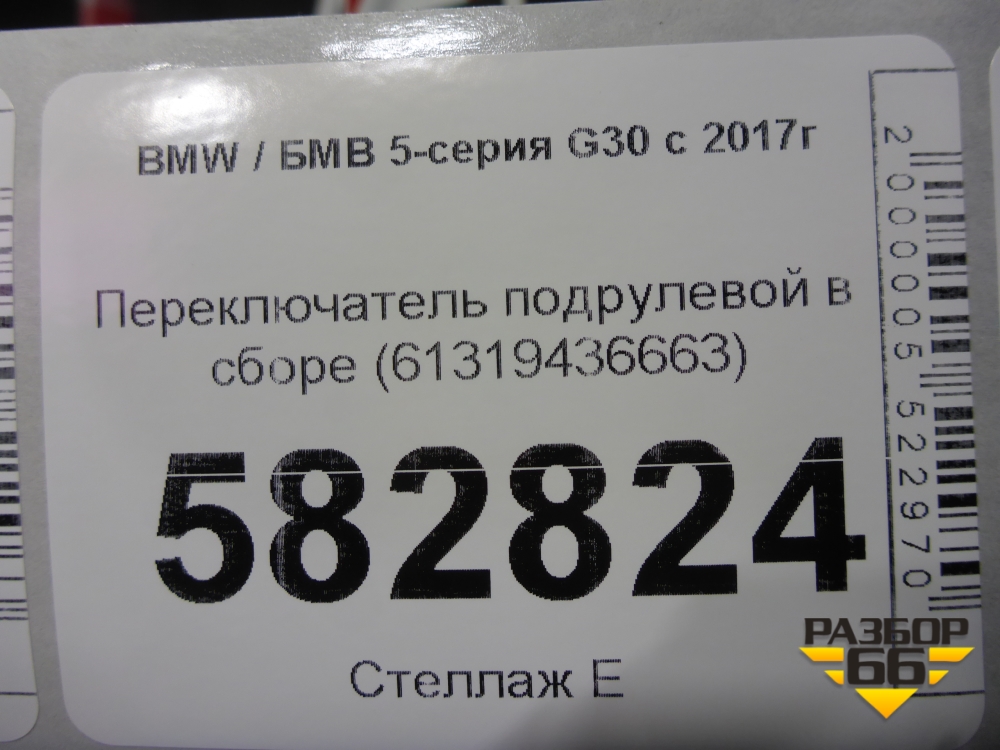 BMW / БМВ 5-серия G30 с 2017г
Переключатель подрулевой в
сборе (61319436663)
582824
Стеллаж Е
2000005522970
РАЗБОР
66